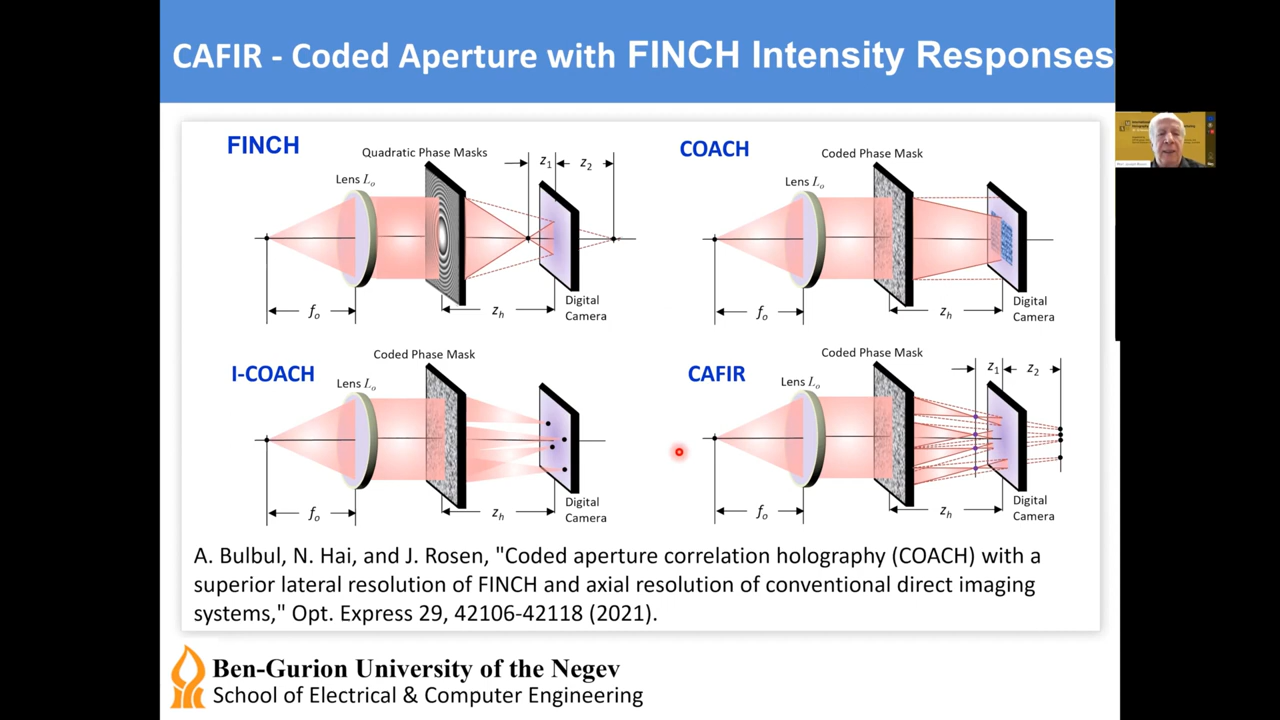 CAFIR - Coded Aperture with FINCH Intensity Responses
FINCH
Quadratic Phase Masks
Lens Lo
z1
z2
fo
zh
Digital
Camera
COACH
Coded Phase Mask
Lens Lo
fo
zh
Digital
Camera
I-COACH
Coded Phase Mask
Lens Lo
fo
zh
Digital
Camera
CAFIR
Coded Phase Mask
Lens Lo
z1
z2
fo
zh
Digital
Camera
A. Bulbul, N. Hai, and J. Rosen, "Coded aperture correlation holography (COACH) with a
superior lateral resolution of FINCH and axial resolution of conventional direct imaging
systems," Opt. Express 29, 42106-42118 (2021).
Ben-Gurion University of the Negev
School of Electrical & Computer Engineering